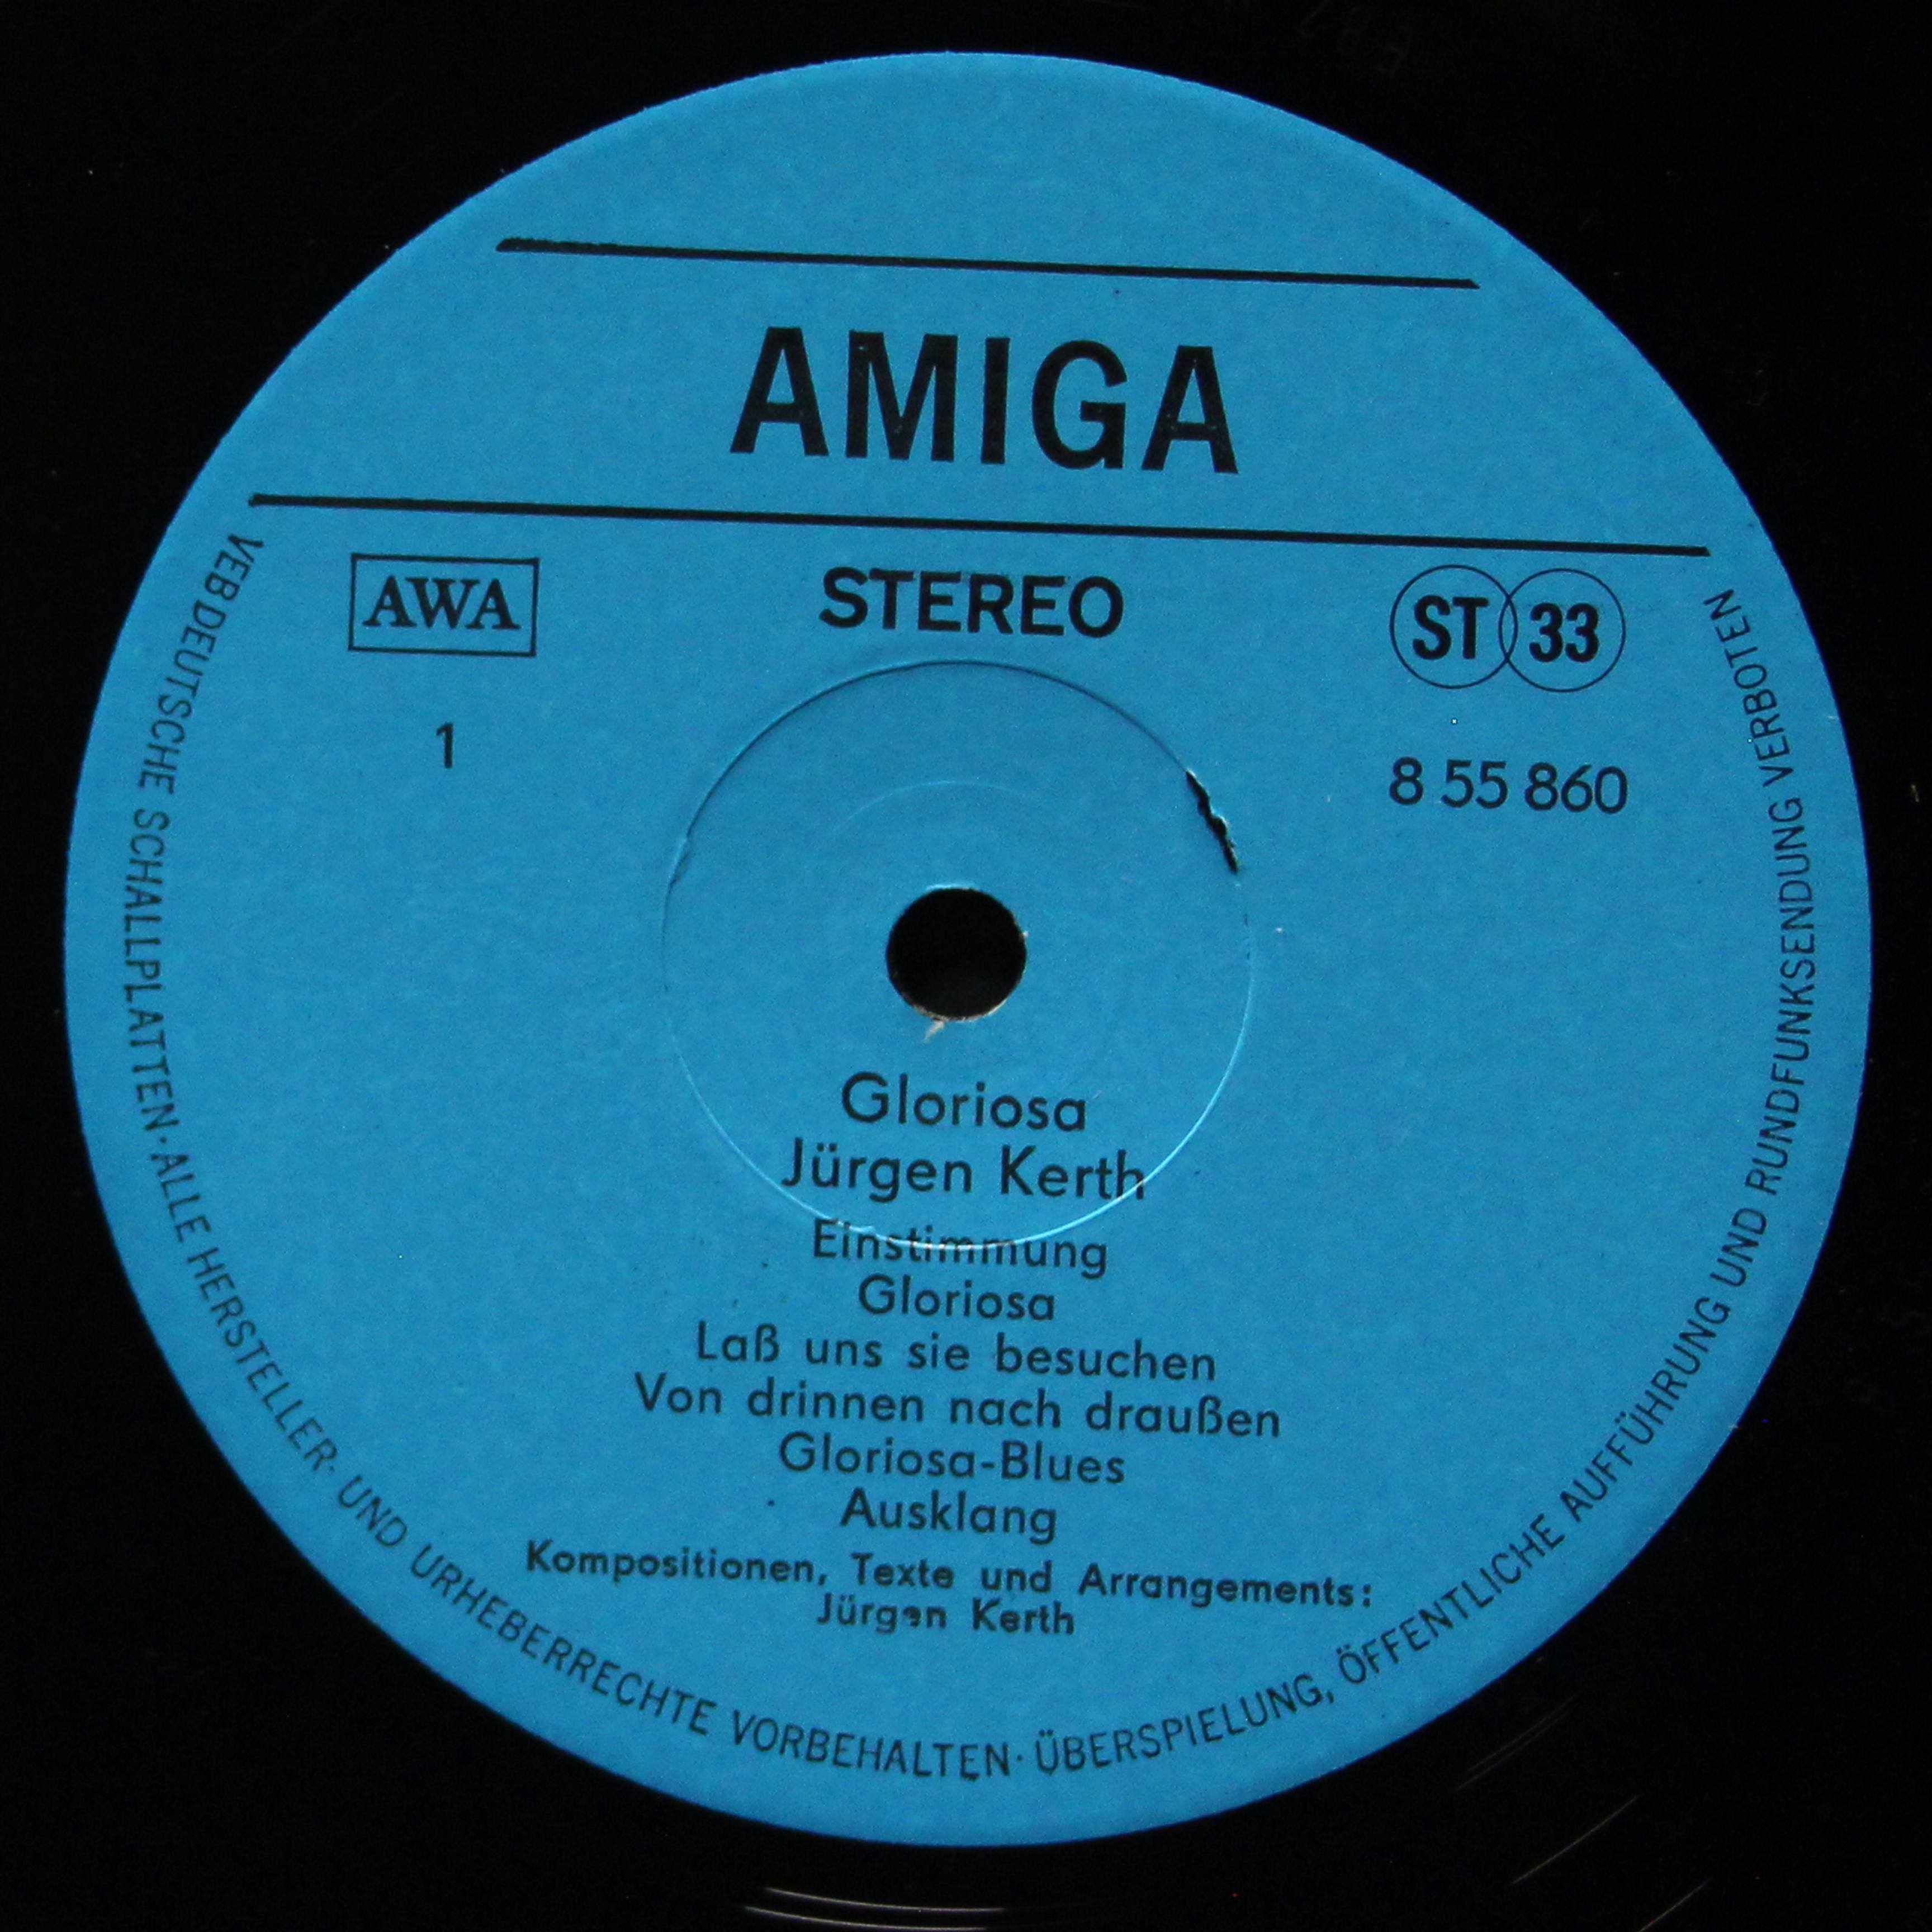 AMIGA
AWA
STEREO
ST 33
1
8 55 860
Gloriosa
Jürgen Kerth
Einstimmung
Gloriosa
Laß uns sie besuchen
Von drinnen nach draußen
Gloriosa-Blues
Ausklang
Kompositionen, Texte und Arrangements:
Jürgen Kerth
VEB DEUTSCHE SCHALLPLATTEN · ALLE HERSTELLER- UND URHEBERRECHTE VORBEHALTEN · ÜBERSPIELUNG, ÖFFENTLICHE AUFFÜHRUNG UND RUNDFUNKSENDUNG VERBOTEN